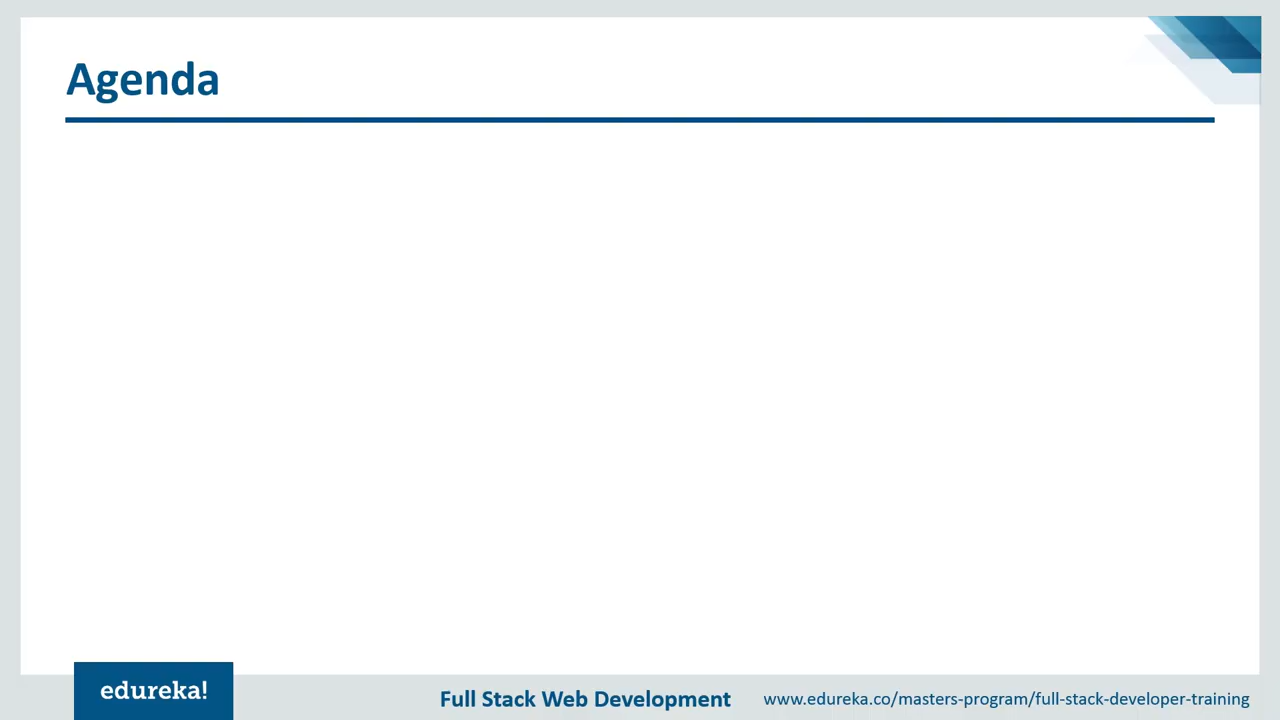 Agenda
edureka!
Full Stack Web Development
www.edureka.co/masters-program/full-stack-developer-training